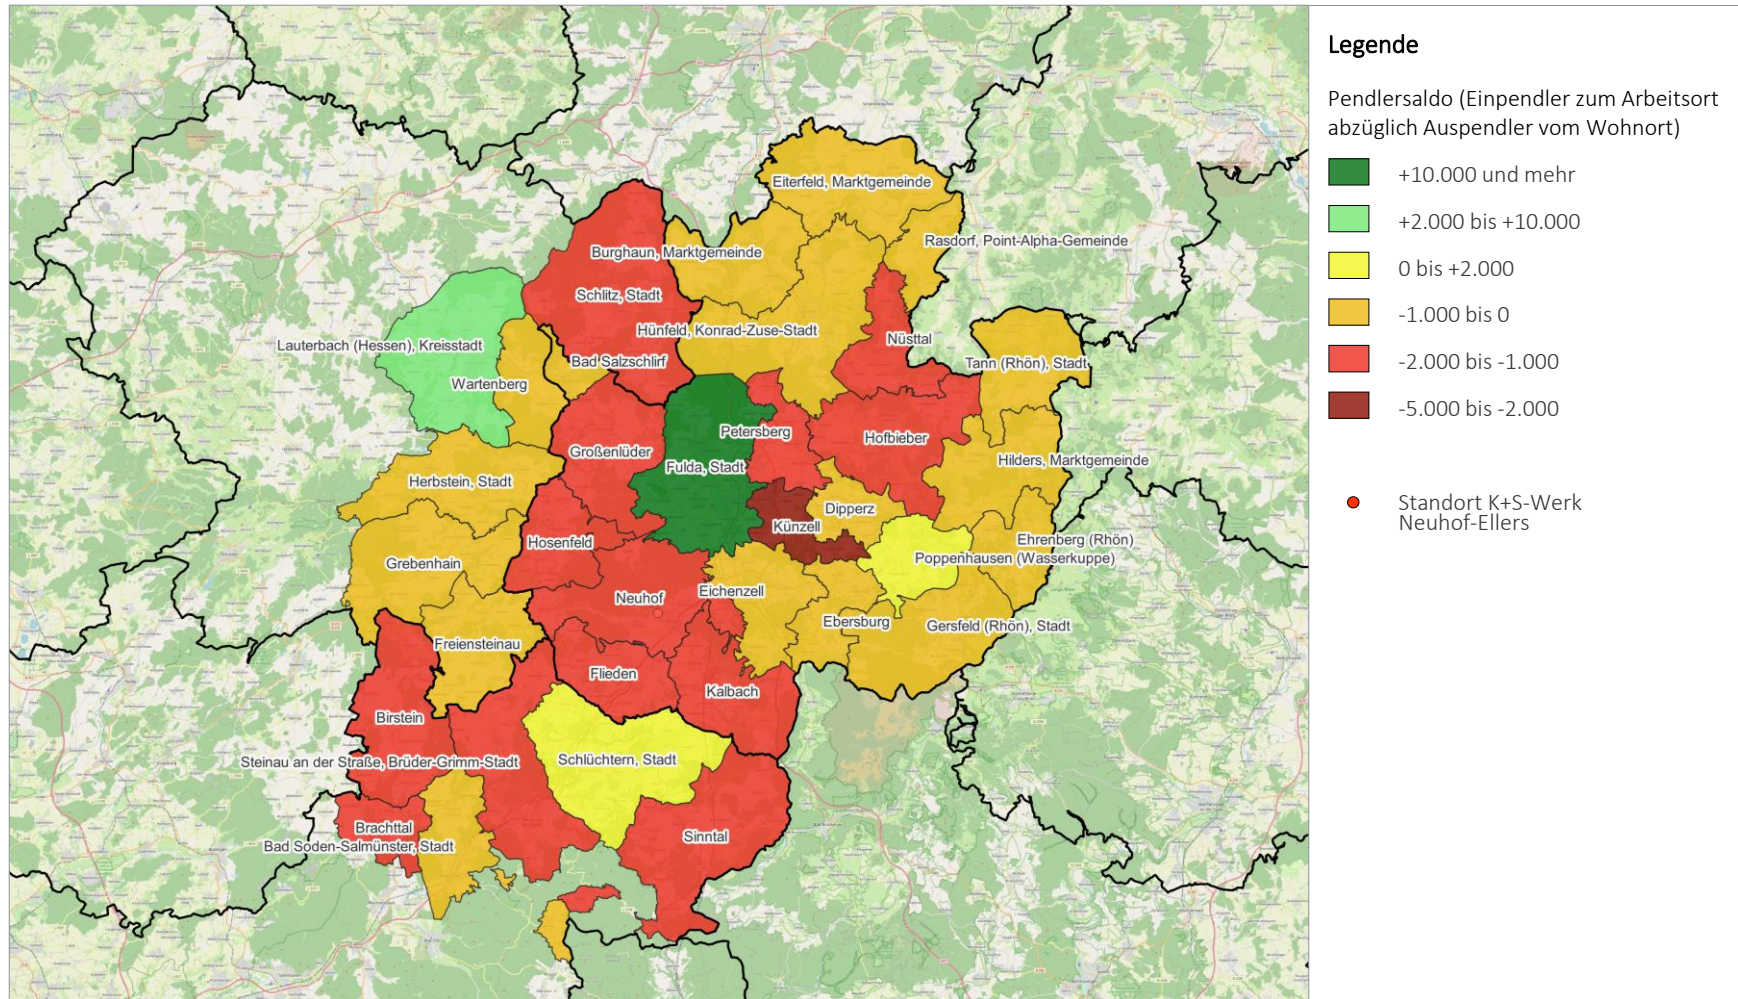 Eiterfeld, Marktgemeinde
Rasdorf, Point-Alpha-Gemeinde
Burghaun, Marktgemeinde
Schlitz, Stadt
Hünfeld, Konrad-Zuse-Stadt
Nüsttal
Lauterbach (Hessen), Kreisstadt
Bad Salzschlirf
Tann (Rhön), Stadt
Wartenberg
Petersberg
Hofbieber
Großenlüder
Hilders, Marktgemeinde
Fulda, Stadt
Herbstein, Stadt
Dipperz
Künzell
Hosenfeld
Ehrenberg (Rhön)
Poppenhausen (Wasserkuppe)
Grebenhain
Eichenzell
Neuhof
Ebersburg
Gersfeld (Rhön), Stadt
Freiensteinau
Flieden
Kalbach
Birstein
Steinau an der Straße, Brüder-Grimm-Stadt
Schlüchtern, Stadt
Brachttal
Sinntal
Bad Soden-Salmünster, Stadt
Legende
Pendlersaldo (Einpendler zum Arbeitsort
abzüglich Auspendler vom Wohnort)
+10.000 und mehr
+2.000 bis +10.000
0 bis +2.000
-1.000 bis 0
-2.000 bis -1.000
-5.000 bis -2.000
Standort K+S-Werk
Neuhof-Ellers